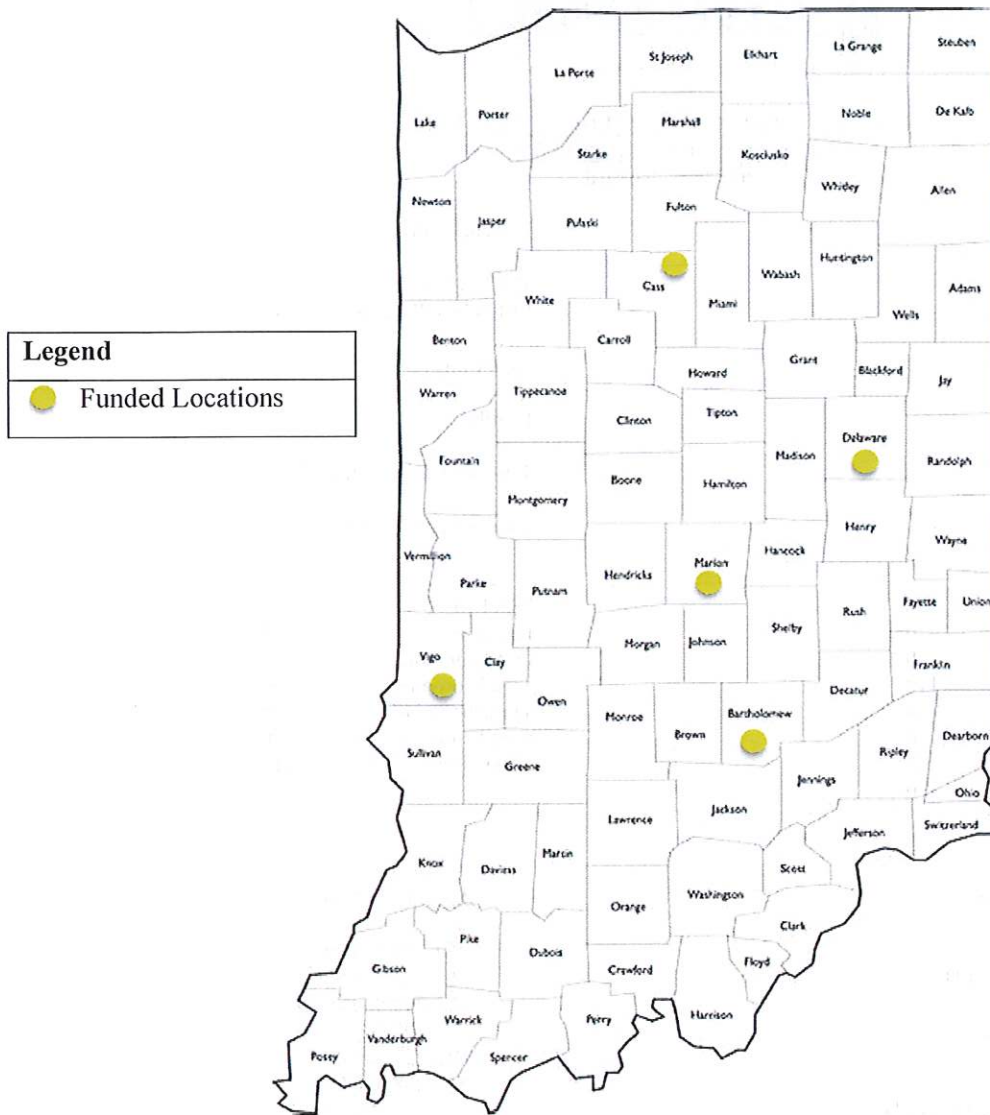 St Joseph
Elkhart
La Grange
Steuben
La Porte
Lake
Porter
Marshall
Noble
De Kalb
Starke
Kosciusko
Whitley
Allen
Newton
Jasper
Pulaski
Fulton
Cass
Miami
Wabash
Huntington
Adams
White
Wells
Legend
Funded Locations
Benton
Carroll
Howard
Grant
Blackford
Jay
Warren
Tippecanoe
Clinton
Tipton
Madison
Delaware
Randolph
Fountain
Montgomery
Boone
Hamilton
Henry
Wayne
Vermillion
Parke
Putnam
Hendricks
Marion
Hancock
Rush
Fayette
Union
Vigo
Clay
Morgan
Johnson
Shelby
Franklin
Owen
Monroe
Brown
Bartholomew
Decatur
Dearborn
Sullivan
Greene
Jennings
Ripley
Ohio
Lawrence
Jackson
Jefferson
Switzerland
Knox
Daviess
Martin
Scott
Washington
Orange
Clark
Gibson
Pike
Dubois
Crawford
Floyd
Harrison
Posey
Vanderburgh
Warrick
Spencer
Perry